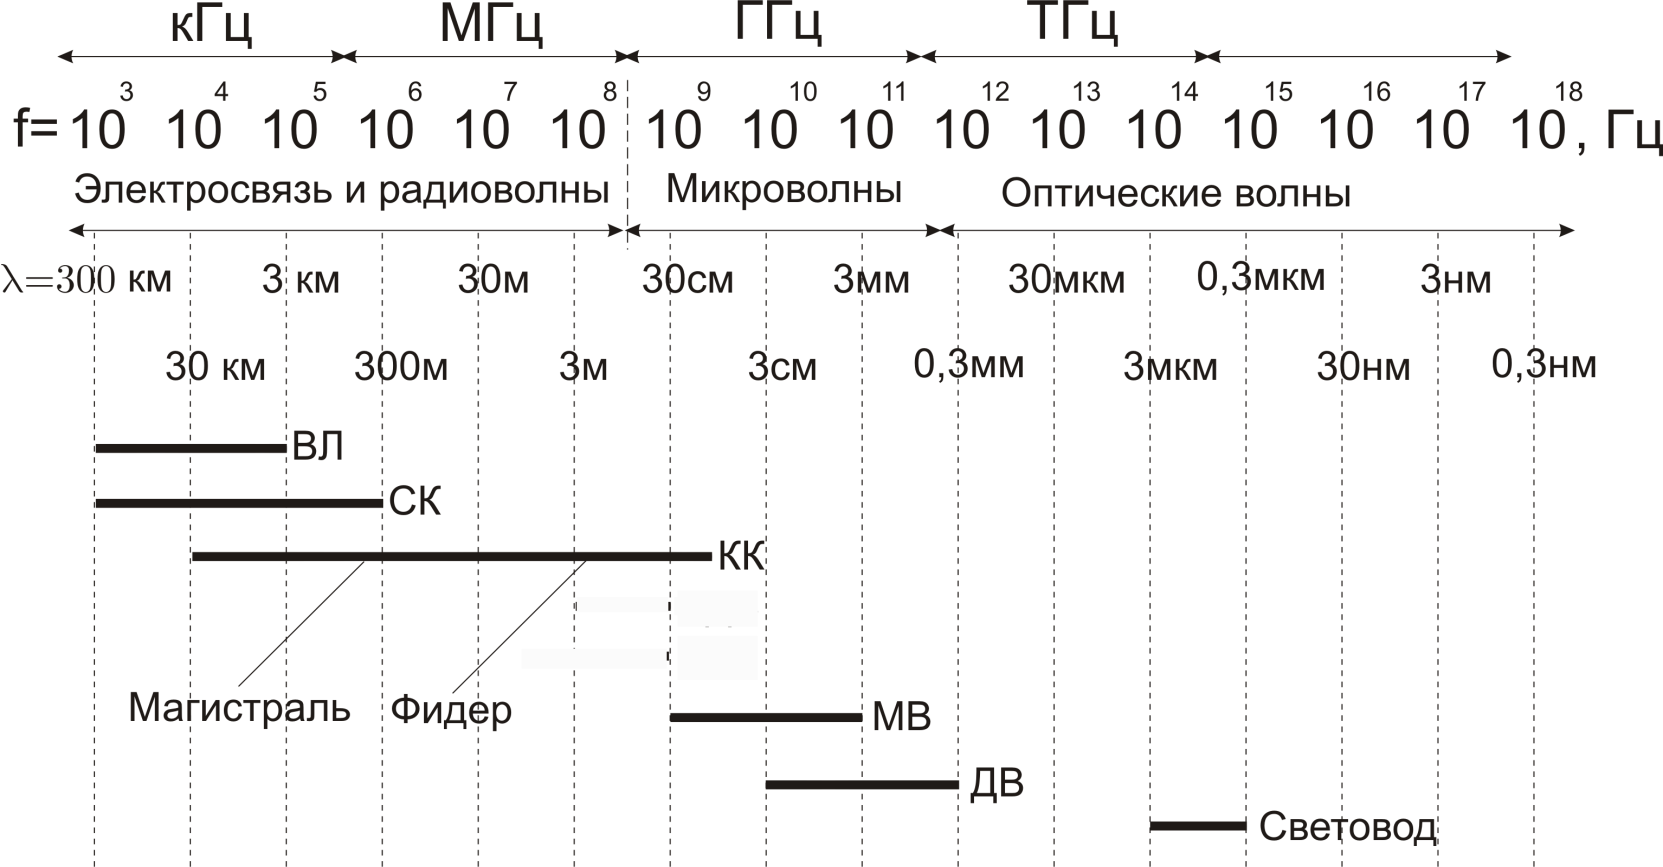 кГц МГц ГГц ТГц
3 4 5 6 7 8 9 10 11 12 13 14 15 16 17 18
f= 10 10 10 10 10 10 10 10 10 10 10 10 10 10 10 10 , Гц
Электросвязь и радиоволны Микроволны Оптические волны
λ=300 км 3 км 30м 30см 3мм 30мкм 0,3мкм 3нм
30 км 300м 3м 3см 0,3мм 3мкм 30нм 0,3нм
ВЛ
СК
КК
Магистраль Фидер
МВ
ДВ
Световод